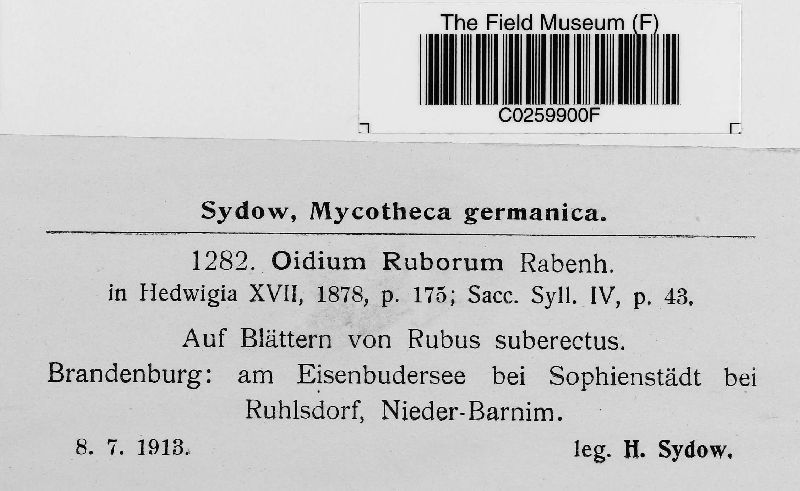 The Field Museum (F)
C0259900F
Sydow, Mycotheca germanica.
1282. Oidium Ruborum Rabenh.
in Hedwigia XVII, 1878, p. 175; Sacc. Syll. IV, p. 43.
Auf Blättern von Rubus suberectus.
Brandenburg: am Eisenbudersee bei Sophienstädt bei
Ruhlsdorf, Nieder-Barnim.
8. 7. 1913. leg. H. Sydow.